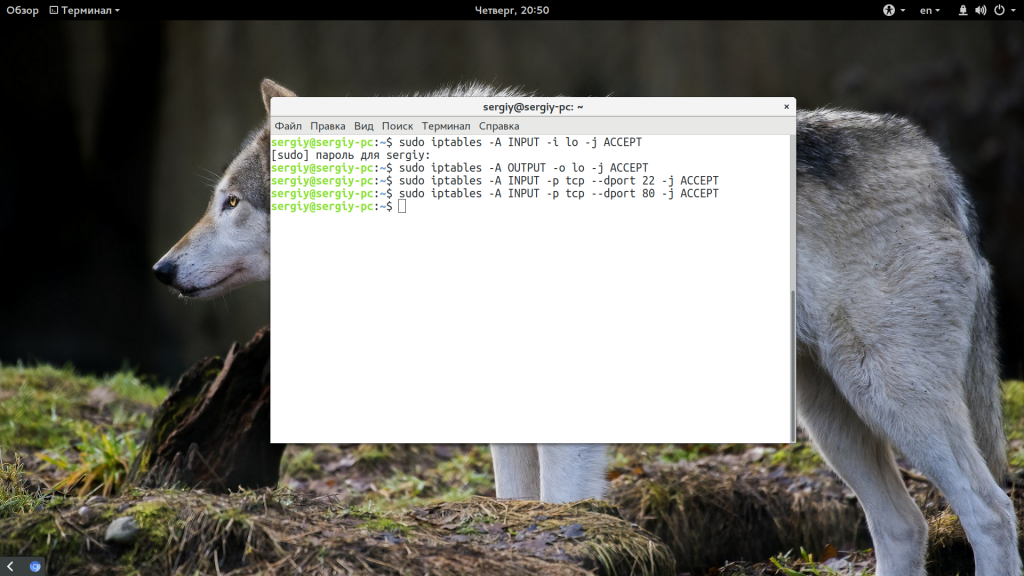 Обзор Терминал Четверг, 20:50 en
sergiy@sergiy-pc: ~ ×
Файл Правка Вид Поиск Терминал Справка
sergiy@sergiy-pc:~$ sudo iptables -A INPUT -i lo -j ACCEPT
[sudo] пароль для sergiy:
sergiy@sergiy-pc:~$ sudo iptables -A OUTPUT -o lo -j ACCEPT
sergiy@sergiy-pc:~$ sudo iptables -A INPUT -p tcp --dport 22 -j ACCEPT
sergiy@sergiy-pc:~$ sudo iptables -A INPUT -p tcp --dport 80 -j ACCEPT
sergiy@sergiy-pc:~$